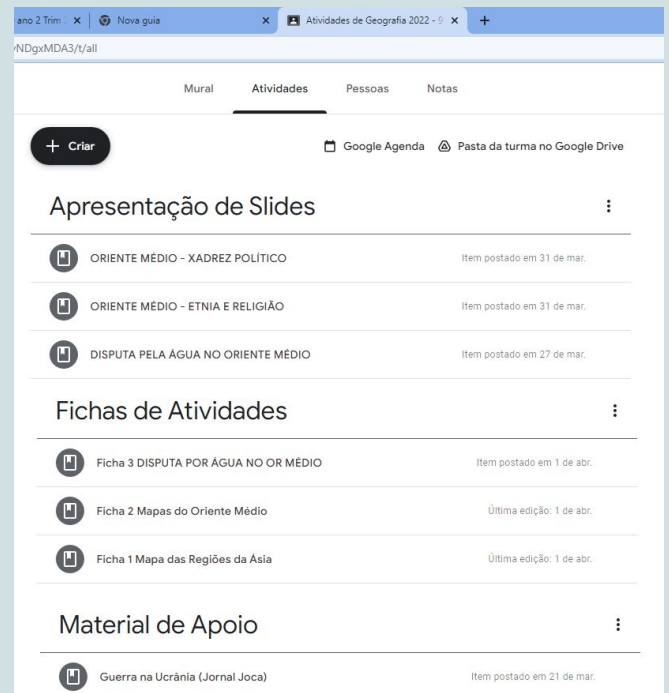 ano 2 Trim
Nova guia
Atividades de Geografia 2022 - 9
NDgxMDA3/t/all
Mural Atividades Pessoas Notas
Criar
Google Agenda Pasta da turma no Google Drive
Apresentação de Slides
ORIENTE MÉDIO - XADREZ POLÍTICO Item postado em 31 de mar.
ORIENTE MÉDIO - ETNIA E RELIGIÃO Item postado em 31 de mar.
DISPUTA PELA ÁGUA NO ORIENTE MÉDIO Item postado em 27 de mar.
Fichas de Atividades
Ficha 3 DISPUTA POR ÁGUA NO OR MÉDIO Item postado em 1 de abr.
Ficha 2 Mapas do Oriente Médio Última edição: 1 de abr.
Ficha 1 Mapa das Regiões da Ásia Última edição: 1 de abr.
Material de Apoio
Guerra na Ucrânia (Jornal Joca) Item postado em 21 de mar.